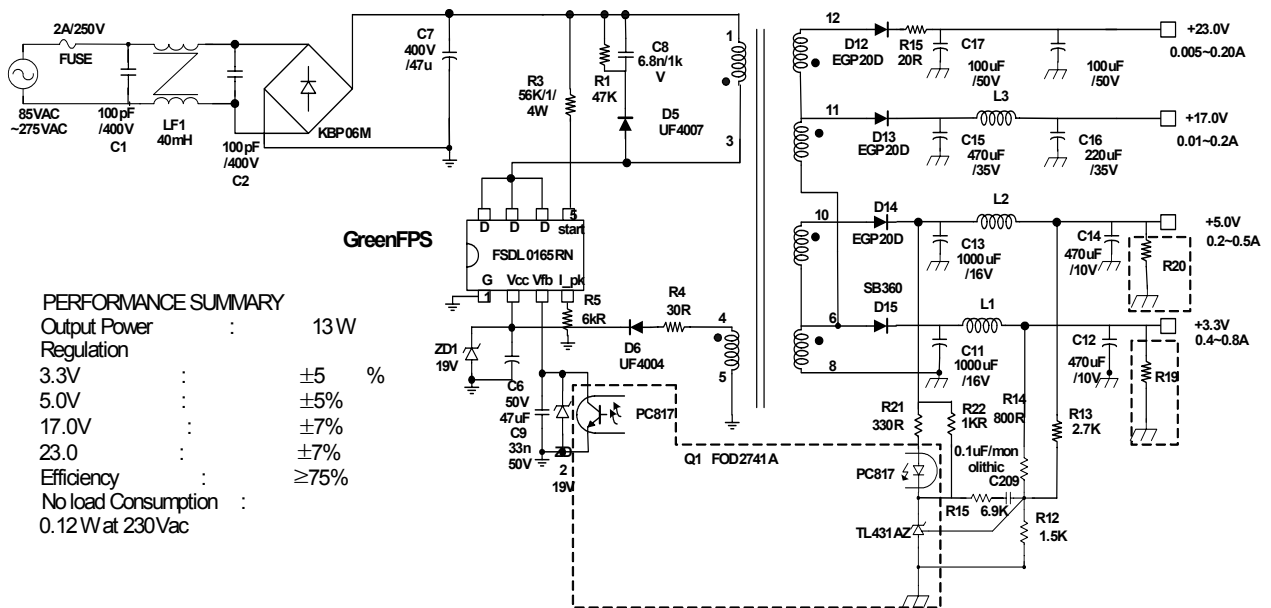 2A/250V
FUSE
85VAC
~275VAC
100pF
/400V
C1
LF1
40mH
100pF
/400V
C2
KBP06M
C7
400V
/47u
R3
56K/1/
4W
R1
47K
C8
6.8n/1k
V
D5
UF4007
1
3
GreenFPS
D D D 5
start
FSDL0165RN
G Vcc Vfb I_pk
1
R5
6kR
R4
30R
D6
UF4004
4
5
ZD1
19V
C6
50V
47uF
C9
33n
50V
ZD
2
19V
PC817
Q1 FOD2741A
12
D12
EGP20D
R15
20R
C17
100uF
/50V
100uF
/50V
+23.0V
0.005~0.20A
11
D13
EGP20D
C15
470uF
/35V
L3
C16
220uF
/35V
+17.0V
0.01~0.2A
10
D14
EGP20D
C13
1000uF
/16V
L2
C14
470uF
/10V
R20
+5.0V
0.2~0.5A
6
SB360
D15
8
C11
1000uF
/16V
L1
C12
470uF
/10V
R19
+3.3V
0.4~0.8A
R21
330R
R22
1KR
R14
800R
R13
2.7K
0.1uF/mon
olithic
C209
PC817
R15
6.9K
TL431AZ
R12
1.5K
PERFORMANCE SUMMARY
Output Power : 13W
Regulation
3.3V : ±5 %
5.0V : ±5%
17.0V : ±7%
23.0 : ±7%
Efficiency : ≥75%
No load Consumption :
0.12 W at 230Vac